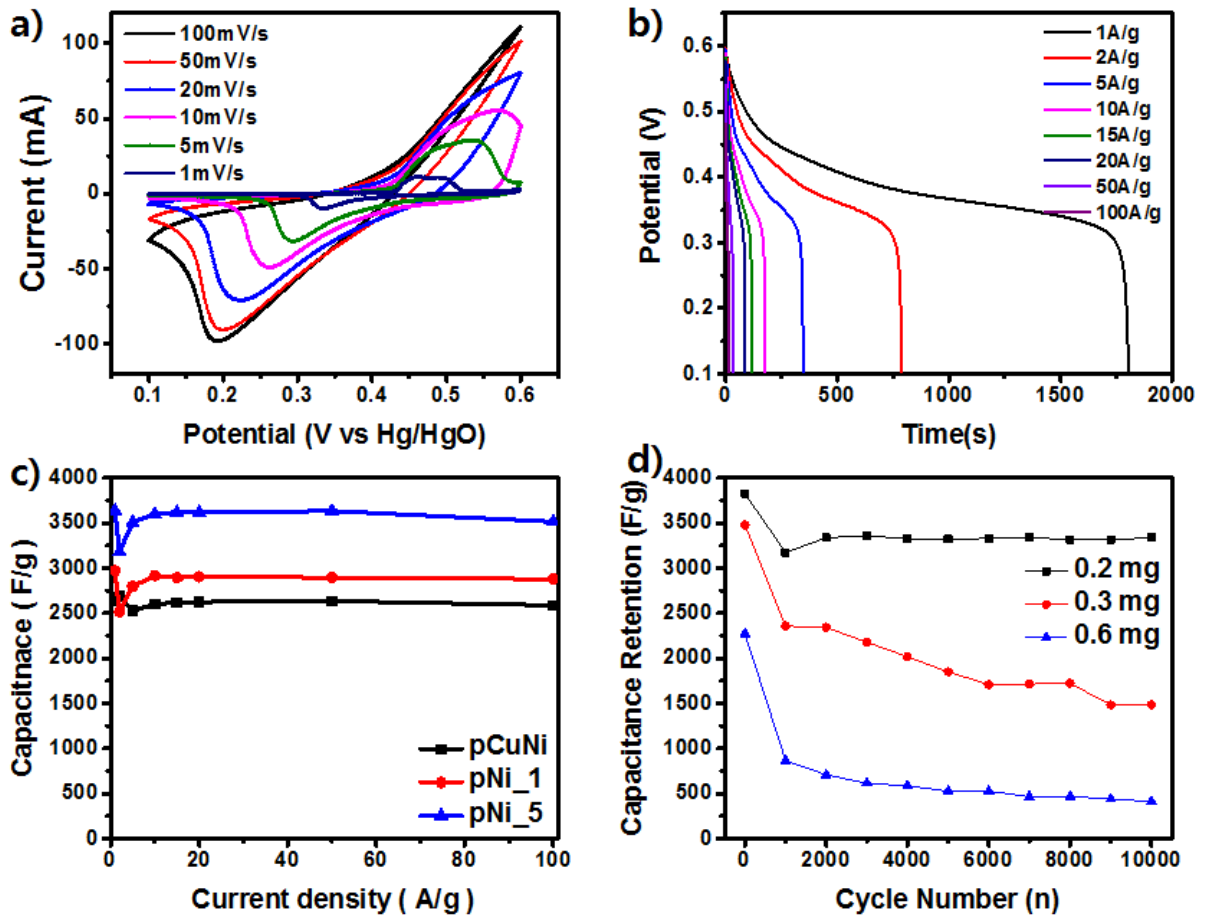 a)
100mV/s
50mV/s
20mV/s
10mV/s
5mV/s
1mV/s
100
50
0
-50
-100
Current (mA)
0.1 0.2 0.3 0.4 0.5 0.6
Potential (V vs Hg/HgO)
b)
1A/g
2A/g
5A/g
10A/g
15A/g
20A/g
50A/g
100A/g
0.6
0.5
0.4
0.3
0.2
0.1
Potential (V)
0 500 1000 1500 2000
Time(s)
c)
4000
3500
3000
2500
2000
1500
1000
500
0
Capacitnace ( F/g)
pCuNi
pNi_1
pNi_5
0 20 40 60 80 100
Current density ( A/g )
d)
4000
3500
3000
2500
2000
1500
1000
500
0
Capacitance Retention (F/g)
0.2 mg
0.3 mg
0.6 mg
0 2000 4000 6000 8000 10000
Cycle Number (n)